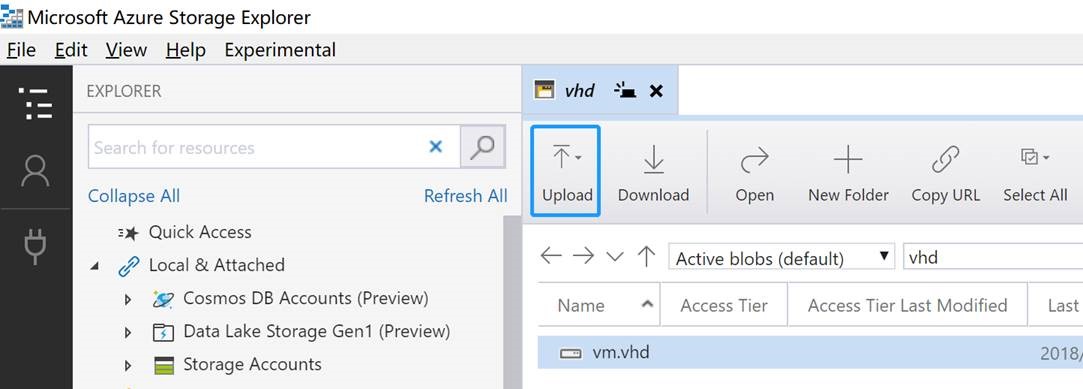 Microsoft Azure Storage Explorer
File Edit View Help Experimental
EXPLORER
Search for resources
Collapse All Refresh All
Quick Access
Local & Attached
Cosmos DB Accounts (Preview)
Data Lake Storage Gen1 (Preview)
Storage Accounts
vhd
Upload Download Open New Folder Copy URL Select All
Active blobs (default) vhd
Name Access Tier Access Tier Last Modified Last
vm.vhd 2018/